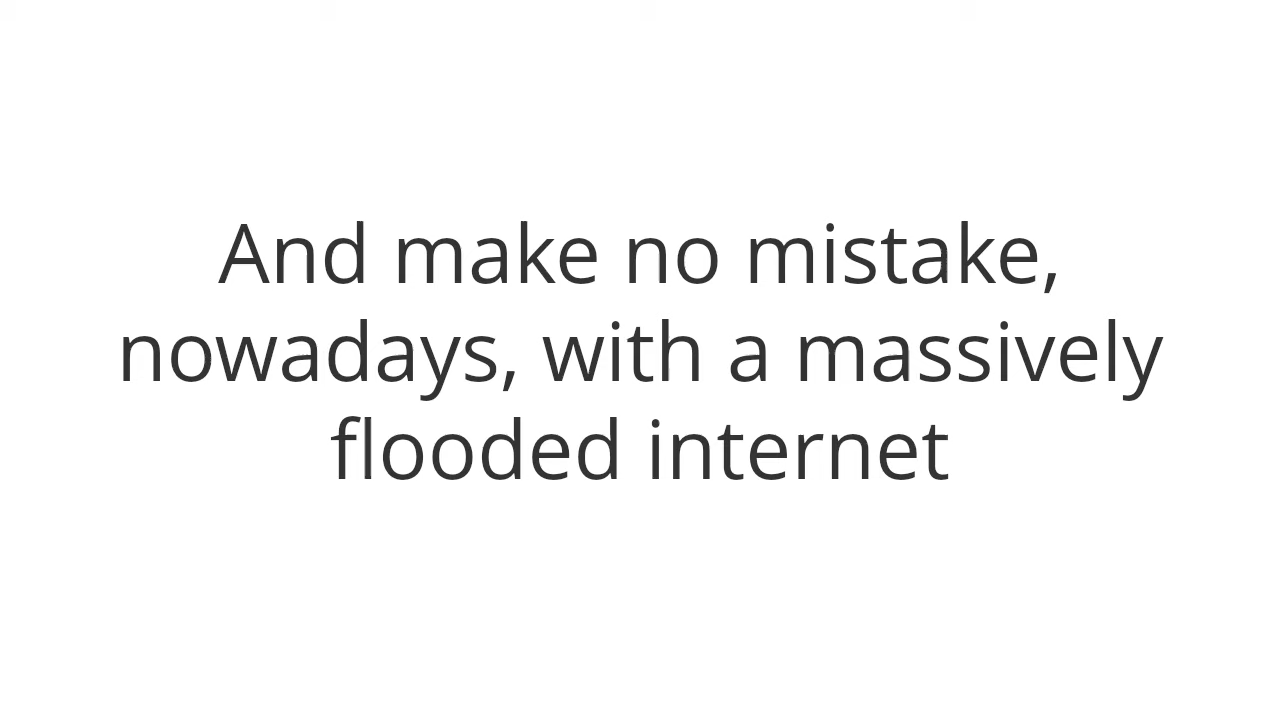 And make no mistake,
nowadays, with a massively
flooded internet